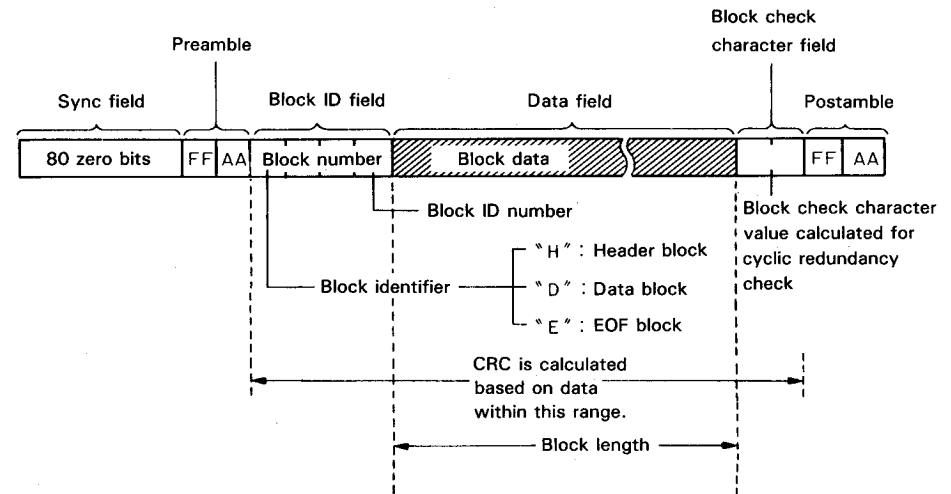 Block check
character field
Preamble
Sync field
Block ID field
Data field
Postamble
80 zero bits
FF
AA
Block number
Block data
FF
AA
Block ID number
Block check character
value calculated for
cyclic redundancy
check
Block identifier
"H" : Header block
"D" : Data block
"E" : EOF block
CRC is calculated
based on data
within this range.
Block length